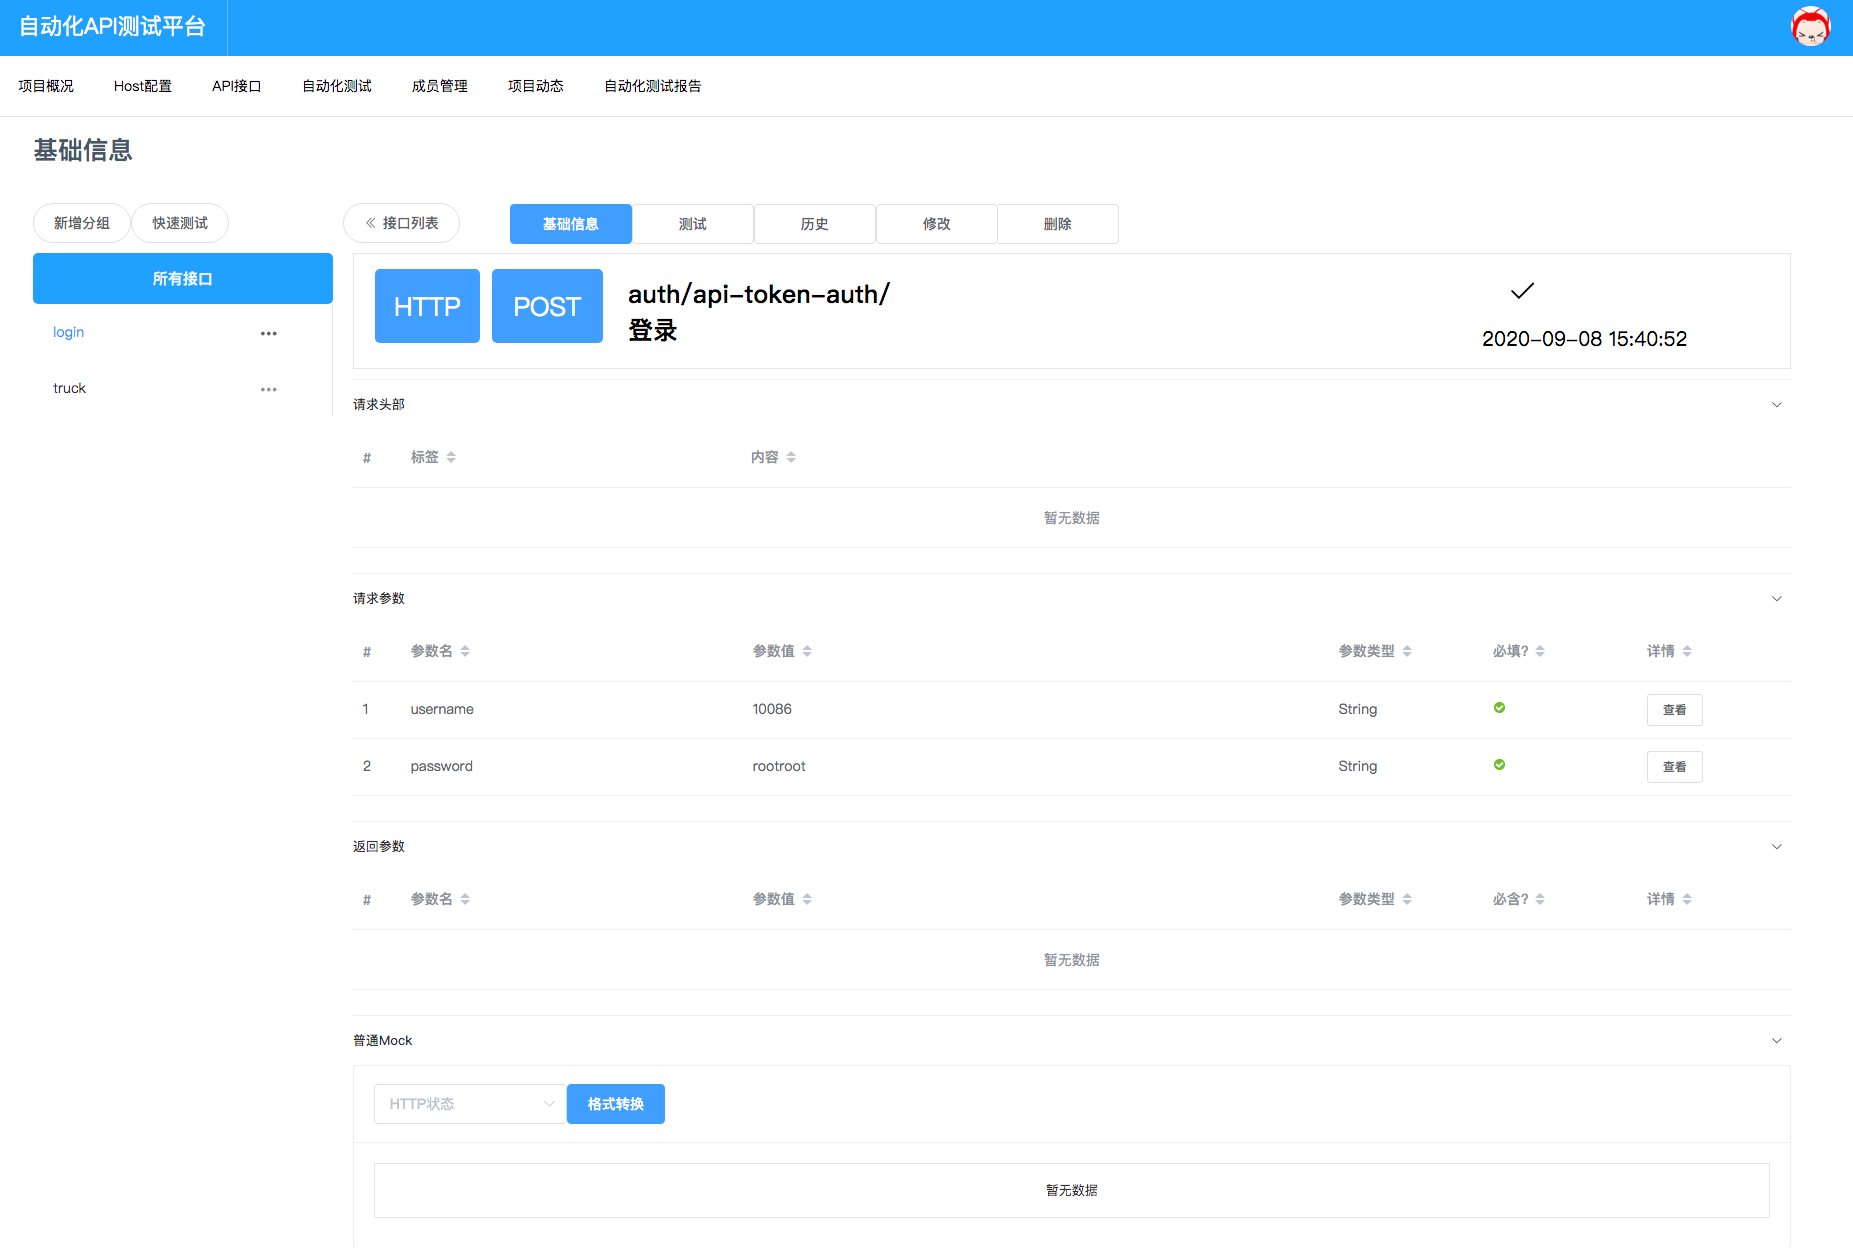 自动化API测试平台
项目概况 Host配置 API接口 自动化测试 成员管理 项目动态 自动化测试报告
基础信息
新增分组 快速测试 接口列表 基础信息 测试 历史 修改 删除
所有接口
login
truck
HTTP POST auth/api-token-auth/
登录
2020-09-08 15:40:52
请求头部
# 标签 内容
暂无数据
请求参数
# 参数名 参数值 参数类型 必填? 详情
1 username 10086 String 查看
2 password rootroot String 查看
返回参数
# 参数名 参数值 参数类型 必含? 详情
暂无数据
普通Mock
HTTP状态 格式转换
暂无数据